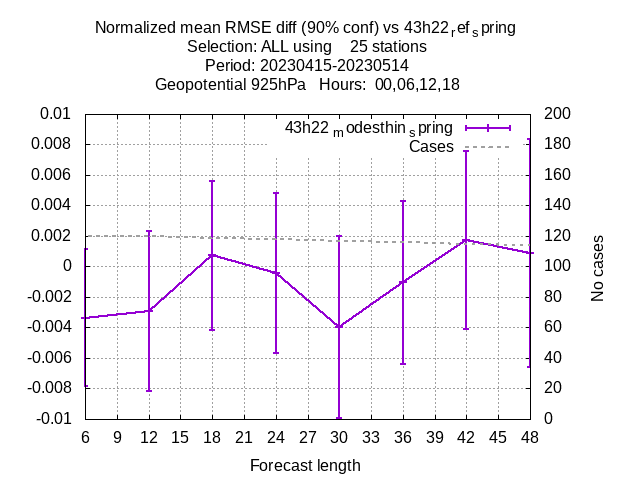 Normalized mean RMSE diff (90% conf) vs 43h22refspring
Selection: ALL using 25 stations
Period: 20230415-20230514
Geopotential 925hPa Hours: 00,06,12,18
43h22 modesthinspring
Cases
0.01 200
0.008 180
0.006 160
0.004 140
0.002 120
0 100
-0.002 80
-0.004 60
-0.006 40
-0.008 20
-0.01 0
No cases
6 9 12 15 18 21 24 27 30 33 36 39 42 45 48
Forecast length